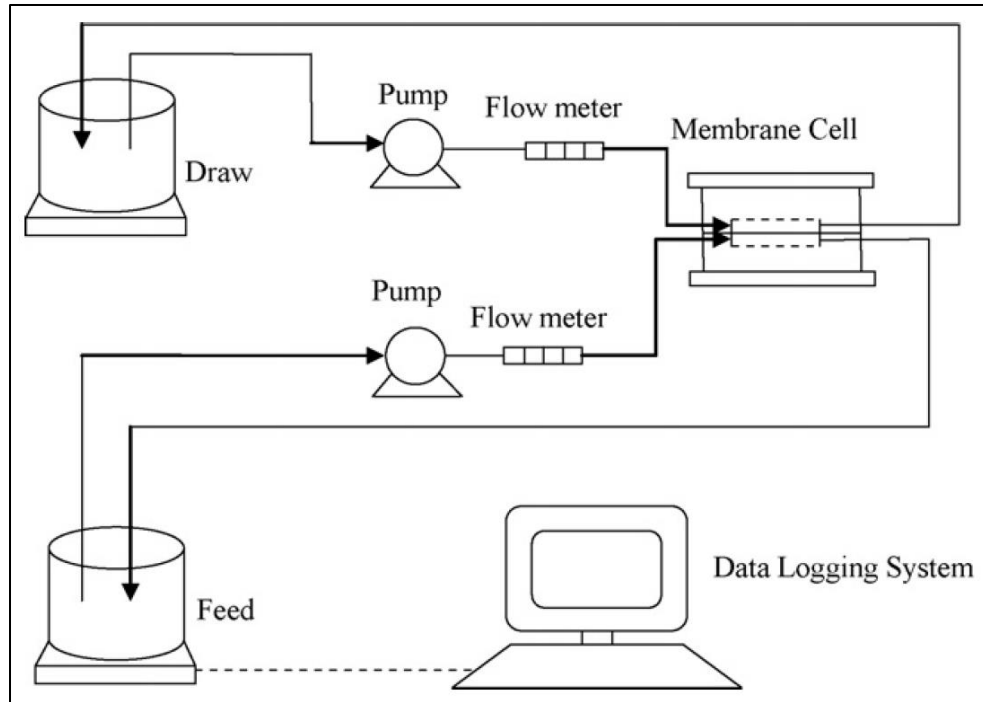 Pump
Flow meter
Membrane Cell
Draw
Pump
Flow meter
Data Logging System
Feed